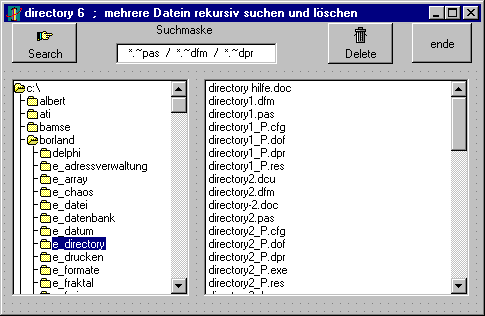 directory 6 ; mehrere Datein rekursiv suchen und löschen
Search
Suchmaske
*.~pas / *.~dfm / *.~dpr
Delete
ende
c:\
albert
ati
bamse
borland
delphi
e_adressverwaltung
e_array
e_chaos
e_datei
e_datenbank
e_datum
e_directory
e_drucken
e_formate
e_fraktal
directory hilfe.doc
directory1.dfm
directory1.pas
directory1_P.cfg
directory1_P.dof
directory1_P.dpr
directory1_P.res
directory2.dcu
directory2.dfm
directory-2.doc
directory2.pas
directory2_P.cfg
directory2_P.dof
directory2_P.dpr
directory2_P.exe
directory2_P.res